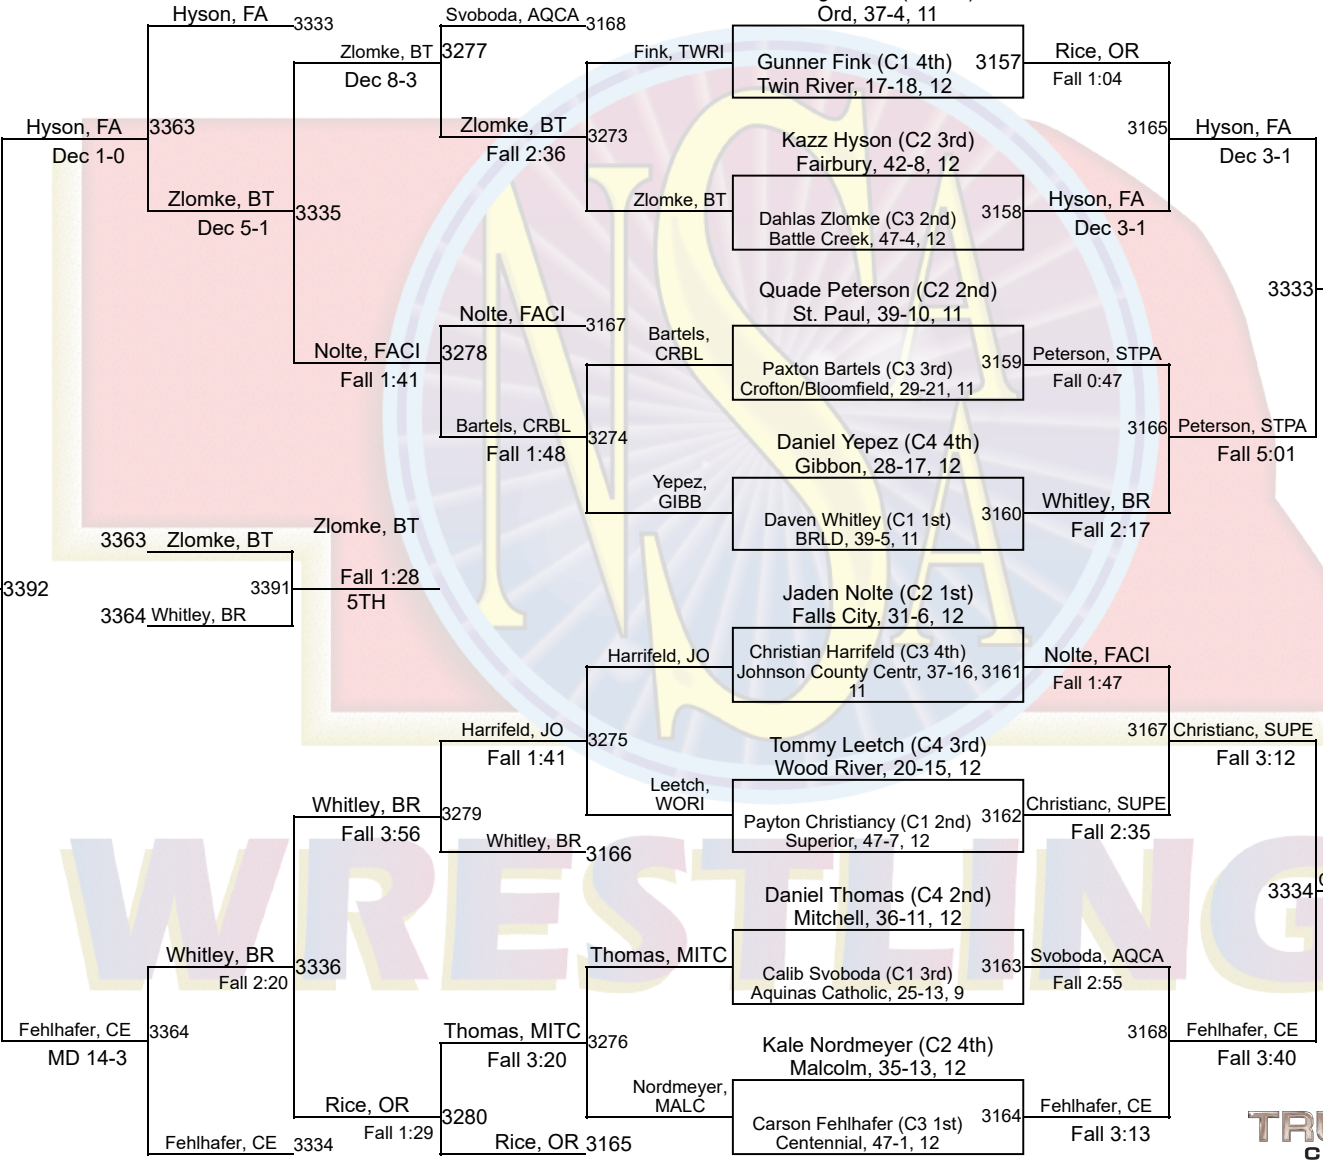 Hyson, FA
3333
Svoboda, AQCA
3168
Ord, 37-4, 11
Zlomke, BT
3277
Dec 8-3
Fink, TWRI
Gunner Fink (C1 4th)
3157
Twin River, 17-18, 12
Rice, OR
Fall 1:04
Hyson, FA
3363
Dec 1-0
Zlomke, BT
3273
Fall 2:36
Kazz Hyson (C2 3rd)
Fairbury, 42-8, 12
3165
Hyson, FA
Dec 3-1
Zlomke, BT
3335
Dec 5-1
Zlomke, BT
Dahlas Zlomke (C3 2nd)
3158
Battle Creek, 47-4, 12
Hyson, FA
Dec 3-1
Quade Peterson (C2 2nd)
St. Paul, 39-10, 11
3333
Nolte, FACI
3167
Nolte, FACI
3278
Fall 1:41
Bartels,
CRBL
Paxton Bartels (C3 3rd)
3159
Crofton/Bloomfield, 29-21, 11
Peterson, STPA
Fall 0:47
Bartels, CRBL
3274
Fall 1:48
Daniel Yepez (C4 4th)
Gibbon, 28-17, 12
3166
Peterson, STPA
Fall 5:01
Yepez,
GIBB
Daven Whitley (C1 1st)
3160
BRLD, 39-5, 11
Whitley, BR
Fall 2:17
3363
Zlomke, BT
Zlomke, BT
3392
3391
Fall 1:28
5TH
3364
Whitley, BR
Jaden Nolte (C2 1st)
Falls City, 31-6, 12
Harrifeld, JO
Christian Harrifeld (C3 4th)
Johnson County Centr, 37-16,
3161
11
Nolte, FACI
Fall 1:47
Harrifeld, JO
3275
Fall 1:41
Tommy Leetch (C4 3rd)
Wood River, 20-15, 12
3167
Christianc, SUPE
Fall 3:12
Whitley, BR
3279
Fall 3:56
Leetch,
WORI
Payton Christiancy (C1 2nd)
3162
Superior, 47-7, 12
Christianc, SUPE
Fall 2:35
Whitley, BR
3166
Daniel Thomas (C4 2nd)
Mitchell, 36-11, 12
3334
Whitley, BR
3336
Fall 2:20
Thomas, MITC
Calib Svoboda (C1 3rd)
3163
Aquinas Catholic, 25-13, 9
Svoboda, AQCA
Fall 2:55
Fehlhafer, CE
3364
MD 14-3
Thomas, MITC
3276
Fall 3:20
Kale Nordmeyer (C2 4th)
Malcolm, 35-13, 12
3168
Fehlhafer, CE
Fall 3:40
Rice, OR
3280
Fall 1:29
Nordmeyer,
MALC
Carson Fehlhafer (C3 1st)
3164
Centennial, 47-1, 12
Fehlhafer, CE
Fall 3:13
Fehlhafer, CE
3334
Rice, OR
3165
NSAA
WRESTLING